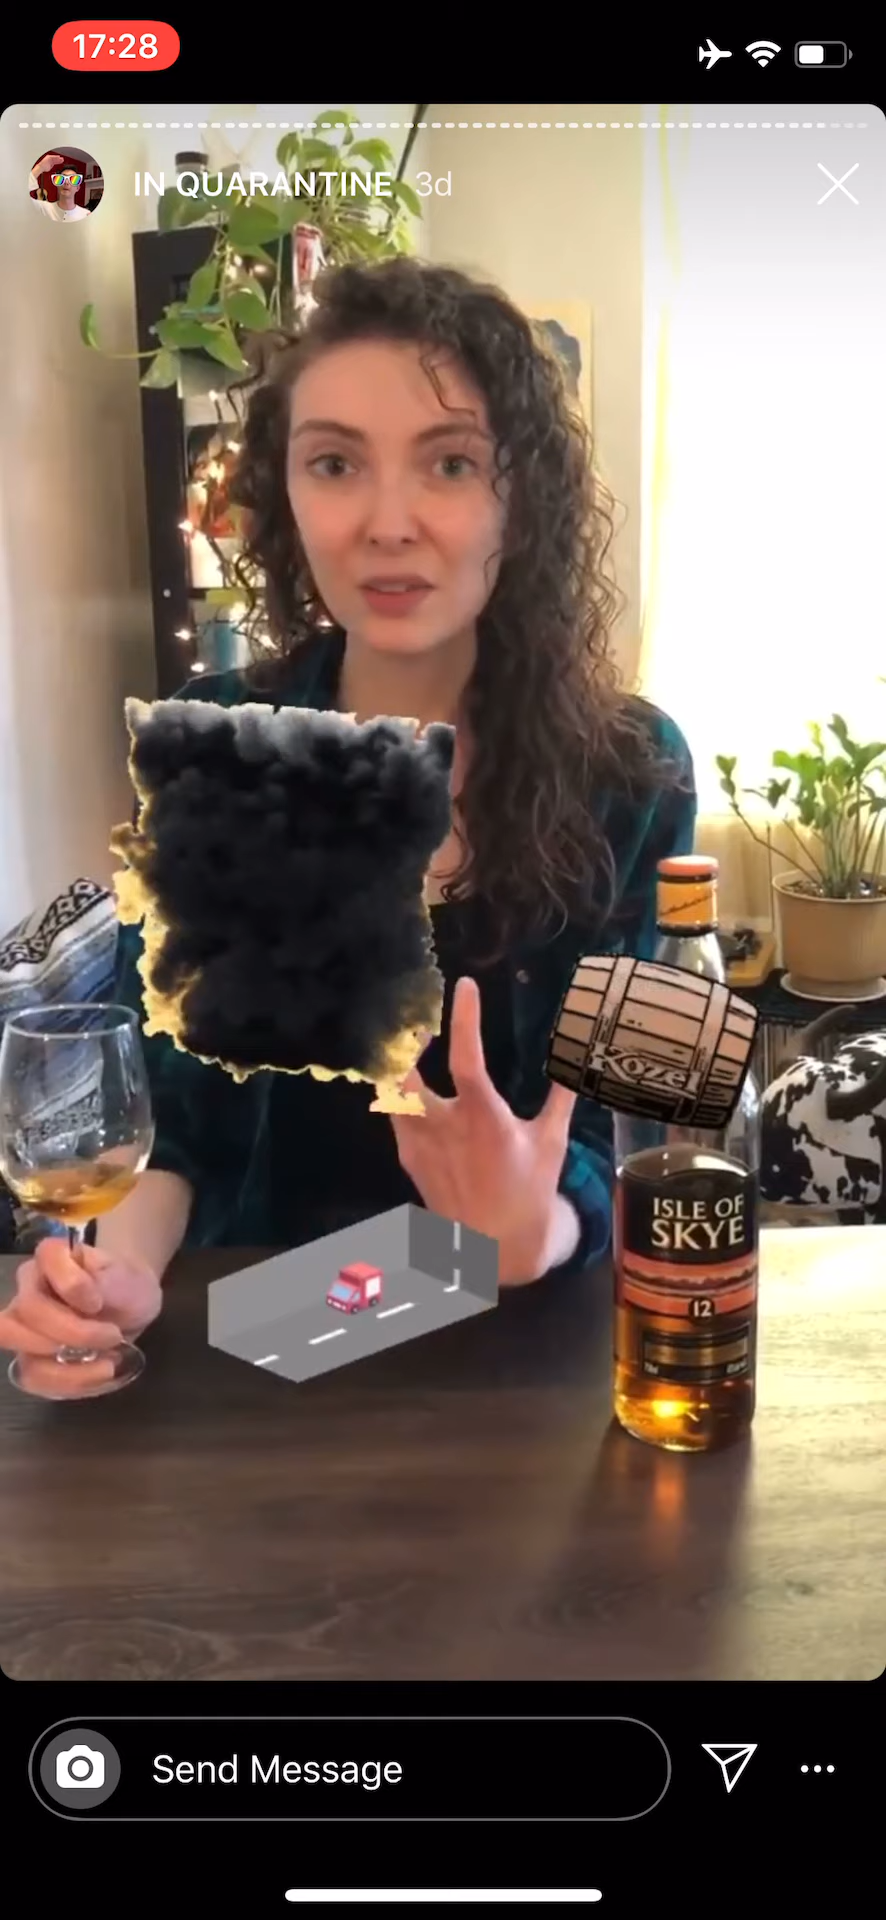 17:28
IN QUARANTINE 3d
Kozel
ISLE OF
SKYE
12
Send Message